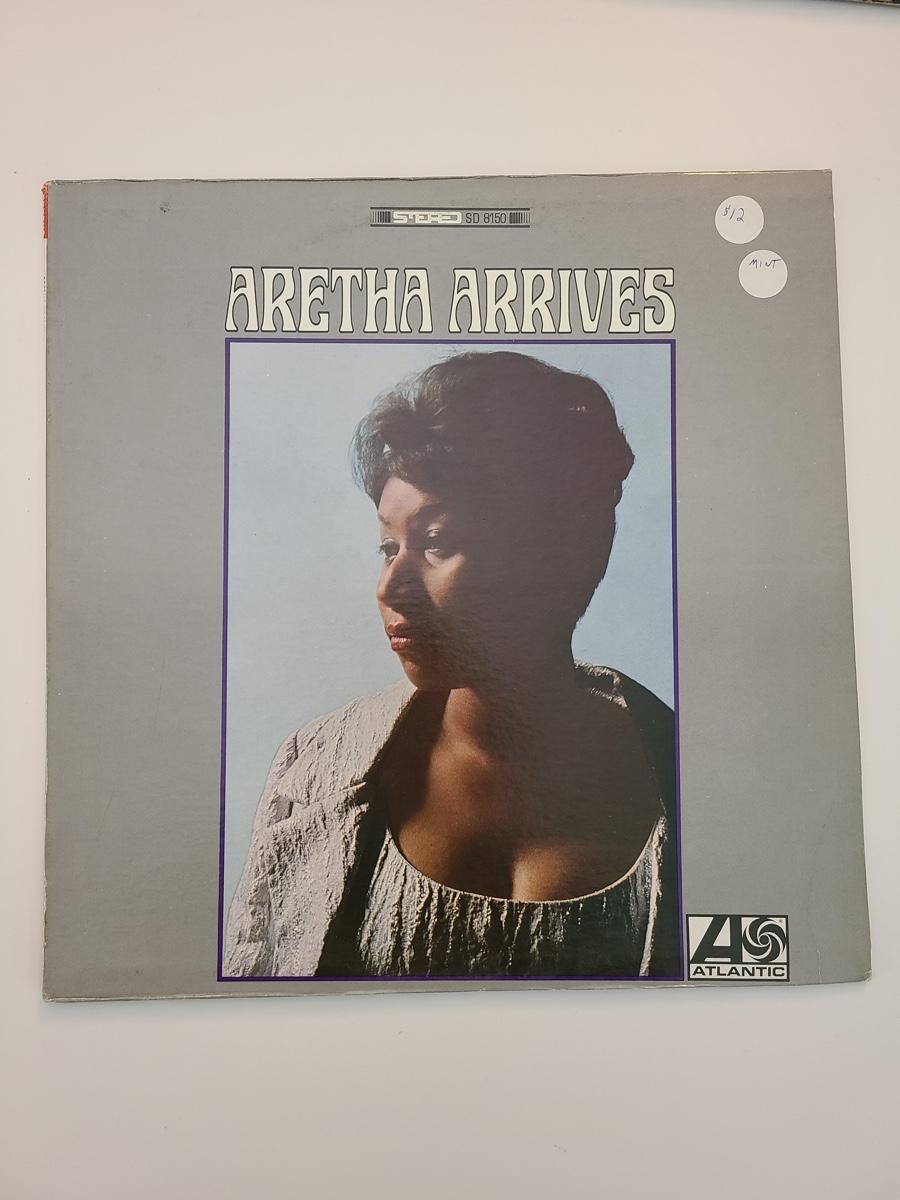 STEREO SD 8150
$12
MINT
ARETHA ARRIVES
ATLANTIC